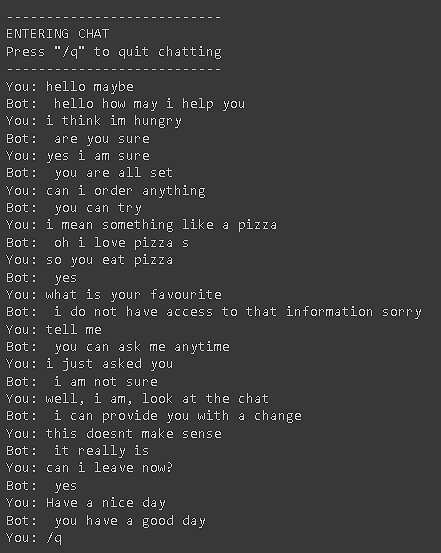 ---------------------------
ENTERING CHAT
Press "/q" to quit chatting
---------------------------
You: hello maybe
Bot:  hello how may i help you
You: i think im hungry
Bot:  are you sure
You: yes i am sure
Bot:  you are all set
You: can i order anything
Bot:  you can try
You: i mean something like a pizza
Bot:  oh i love pizza s
You: so you eat pizza
Bot:  yes
You: what is your favourite
Bot:  i do not have access to that information sorry
You: tell me
Bot:  you can ask me anytime
You: i just asked you
Bot:  i am not sure
You: well, i am, look at the chat
Bot:  i can provide you with a change
You: this doesnt make sense
Bot:  it really is
You: can i leave now?
Bot:  yes
You: Have a nice day
Bot:  you have a good day
You: /q